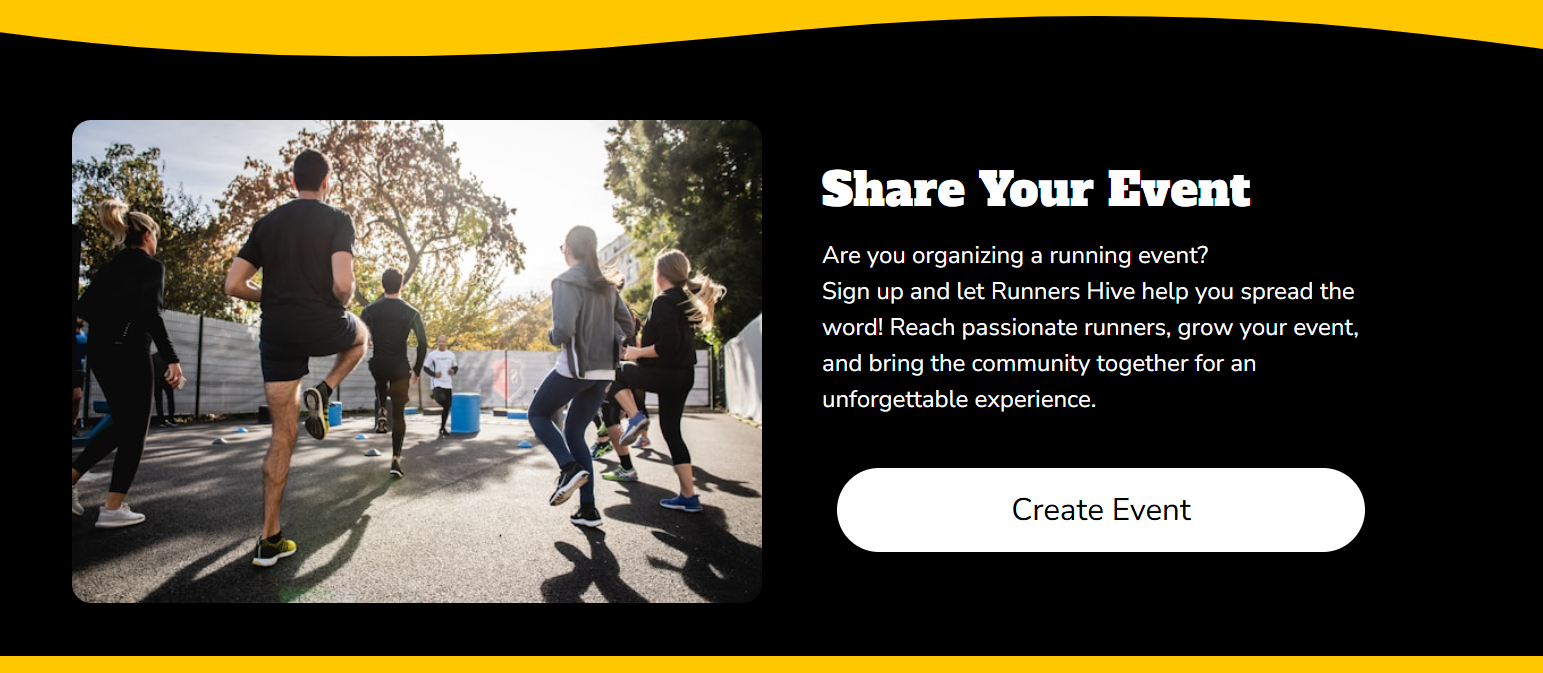 Share Your Event
Are you organizing a running event?
Sign up and let Runners Hive help you spread the
word! Reach passionate runners, grow your event,
and bring the community together for an
unforgettable experience.
Create Event